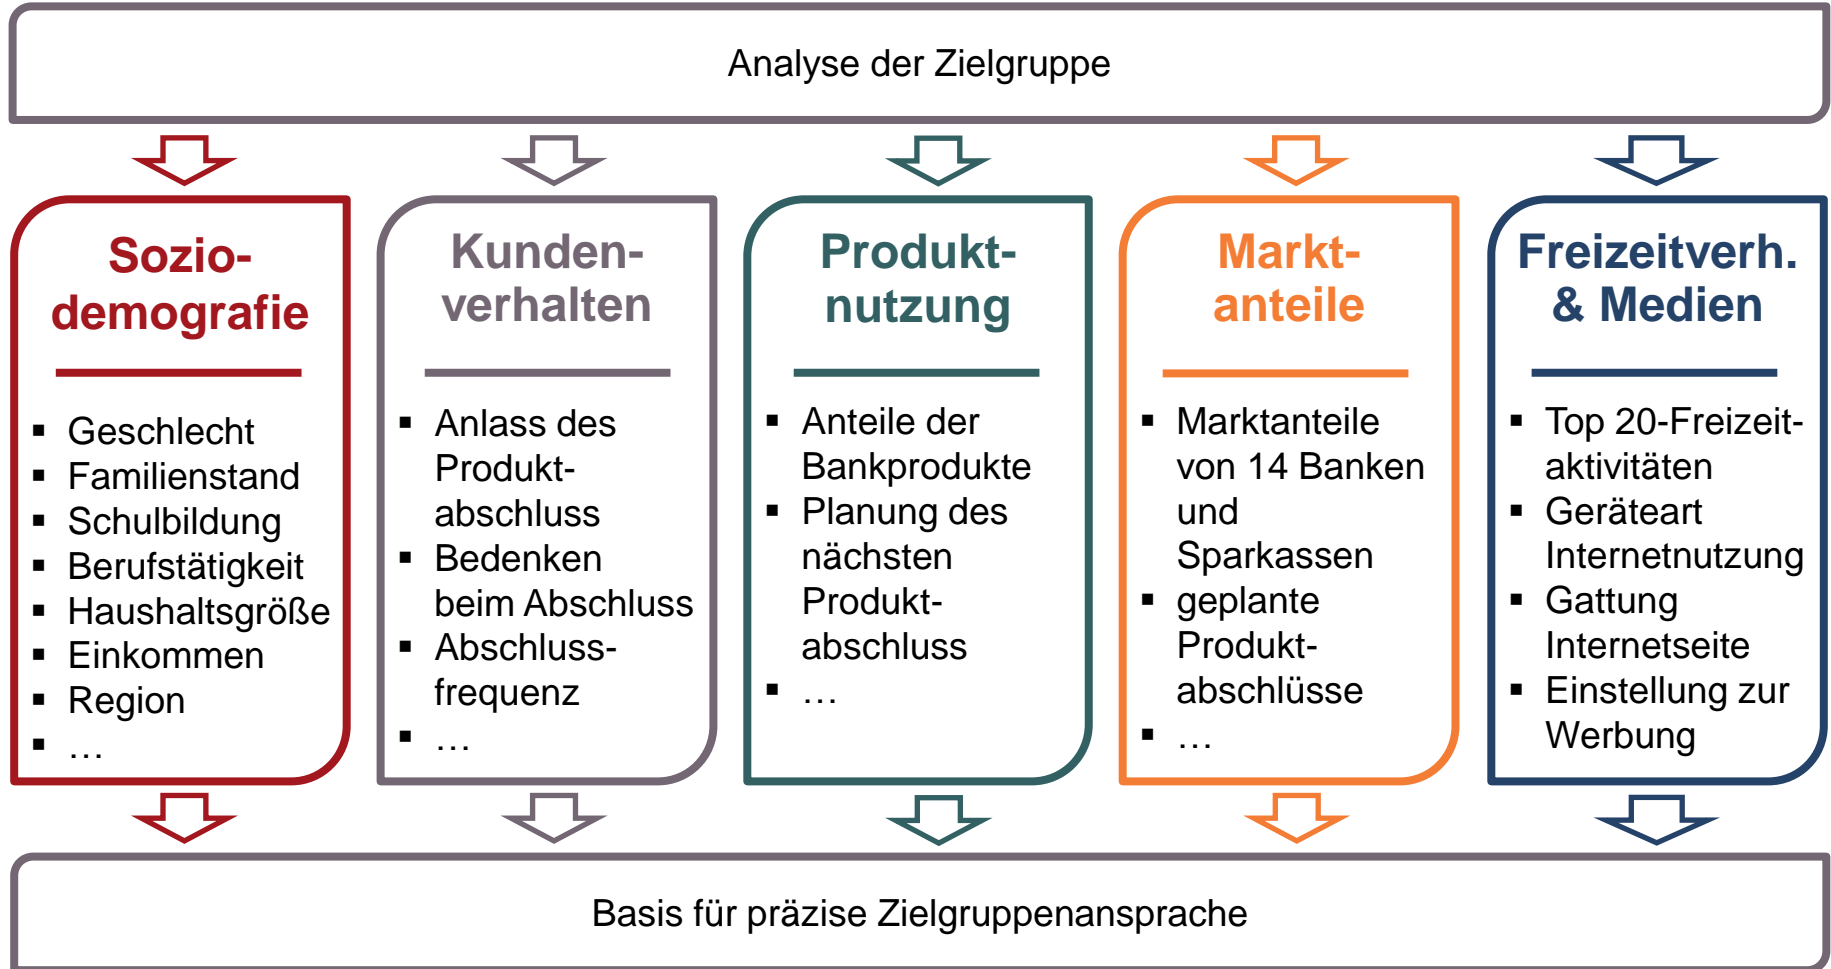 Analyse der Zielgruppe
Sozio-
demografie
▪ Geschlecht
▪ Familienstand
▪ Schulbildung
▪ Berufstätigkeit
▪ Haushaltsgröße
▪ Einkommen
▪ Region
▪ …
Kunden-
verhalten
▪ Anlass des
Produkt-
abschluss
▪ Bedenken
beim Abschluss
▪ Abschluss-
frequenz
▪ …
Produkt-
nutzung
▪ Anteile der
Bankprodukte
▪ Planung des
nächsten
Produkt-
abschluss
▪ …
Markt-
anteile
▪ Marktanteile
von 14 Banken
und
Sparkassen
▪ geplante
Produkt-
abschlüsse
▪ …
Freizeitverh.
& Medien
▪ Top 20-Freizeit-
aktivitäten
▪ Geräteart
Internetnutzung
▪ Gattung
Internetseite
▪ Einstellung zur
Werbung
Basis für präzise Zielgruppenansprache